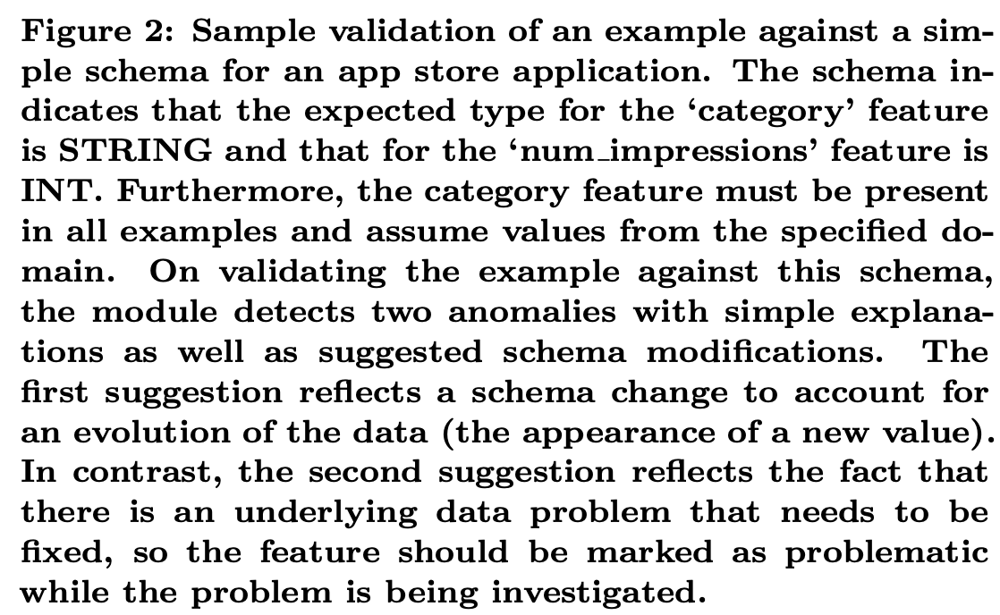 Figure 2: Sample validation of an example against a sim-
ple schema for an app store application. The schema in-
dicates that the expected type for the ‘category’ feature
is STRING and that for the ‘num_impressions’ feature is
INT. Furthermore, the category feature must be present
in all examples and assume values from the specified do-
main. On validating the example against this schema,
the module detects two anomalies with simple explana-
tions as well as suggested schema modifications. The
first suggestion reflects a schema change to account for
an evolution of the data (the appearance of a new value).
In contrast, the second suggestion reflects the fact that
there is an underlying data problem that needs to be
fixed, so the feature should be marked as problematic
while the problem is being investigated.